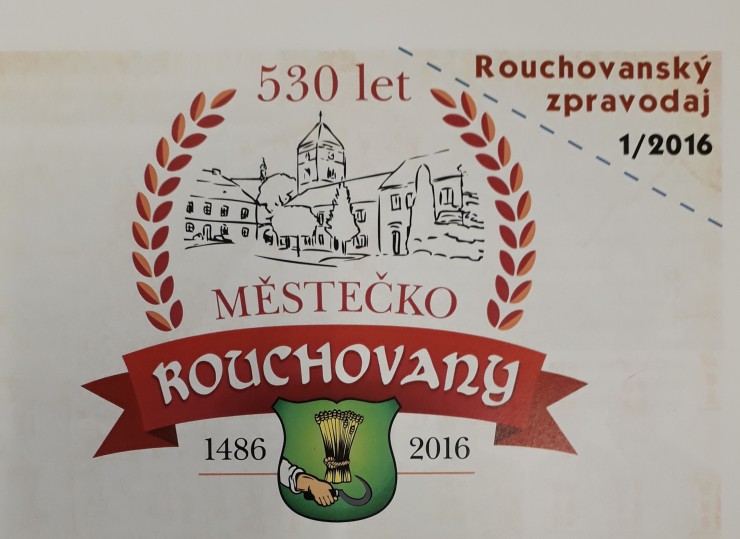 530 let
Rouchovanský
zpravodaj
1/2016
MĚSTEČKO
ROUCHOVANY
1486 2016